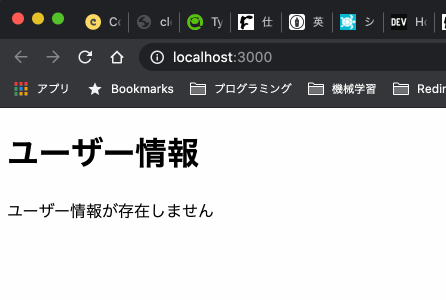 Co
cl
Ty
仕
英
シ
DEV
Ho
localhost:3000
アプリ
Bookmarks
プログラミング
機械学習
Redir
ユーザー情報
ユーザー情報が存在しません